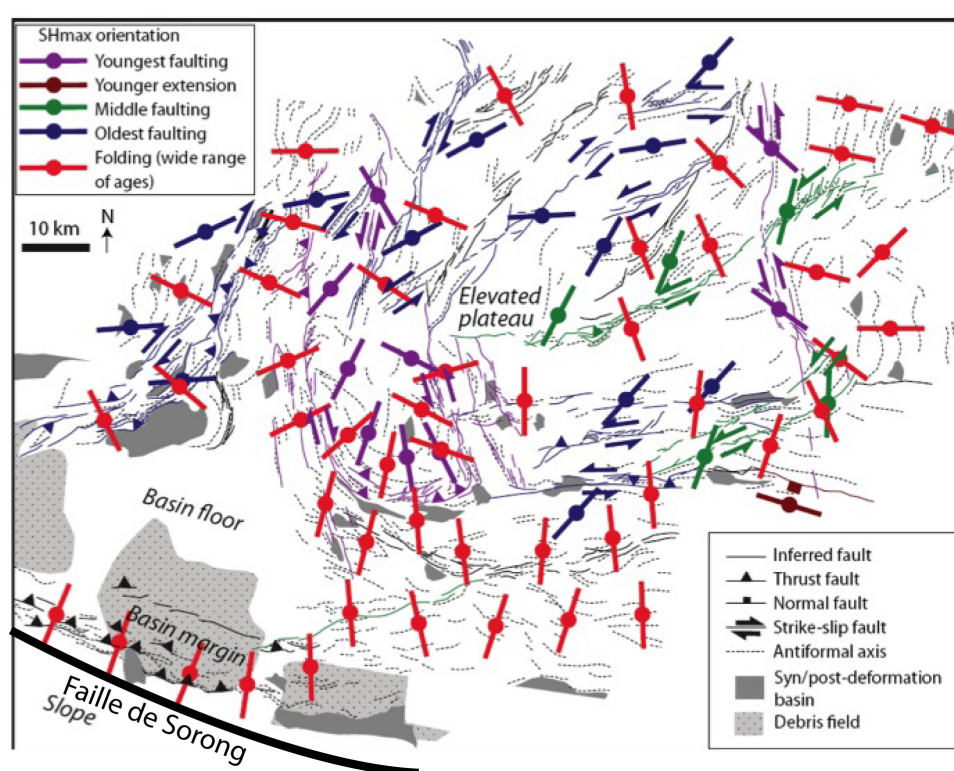 SHmax orientation
Youngest faulting
Younger extension
Middle faulting
Oldest faulting
Folding (wide range
of ages)
10 km
N
Elevated
plateau
Basin floor
Basin margin
Faille de Sorong
Slope
Inferred fault
Thrust fault
Normal fault
Strike-slip fault
Antiformal axis
Syn/post-deformation
basin
Debris field